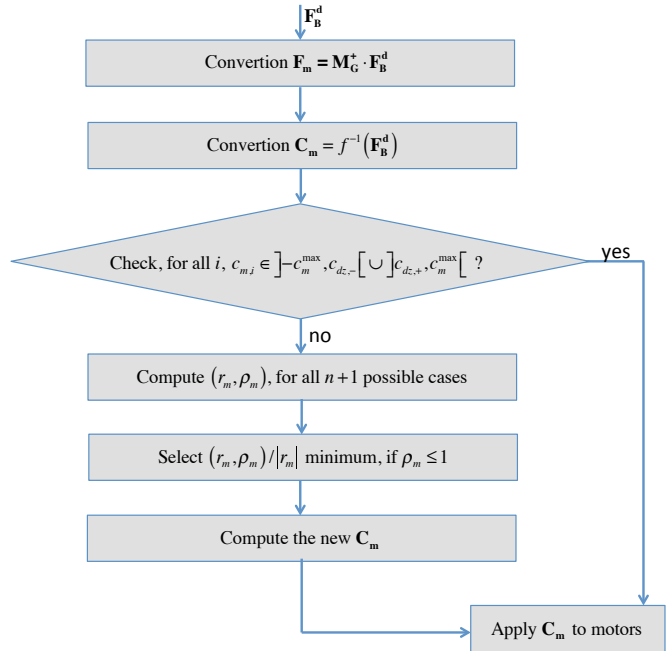 F_B^d
Convertion F_m = M_G^+ · F_B^d
Convertion C_m = f^{-1}(F_B^d)
Check, for all i, c_{m,i} ∈ ]−c_m^{max}, c_{dz,−}[ ∪ ]c_{dz,+}, c_m^{max}[ ?
yes
no
Compute (r_m, ρ_m), for all n+1 possible cases
Select (r_m, ρ_m)/|r_m| minimum, if ρ_m ≤ 1
Compute the new C_m
Apply C_m to motors